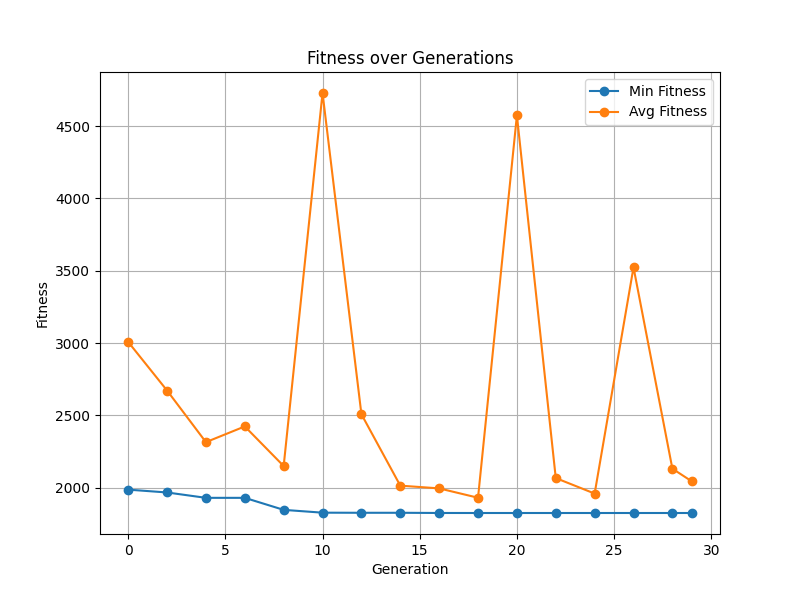 Fitness over Generations
Min Fitness
Avg Fitness
4500
4000
3500
3000
2500
2000
Fitness
0 5 10 15 20 25 30
Generation